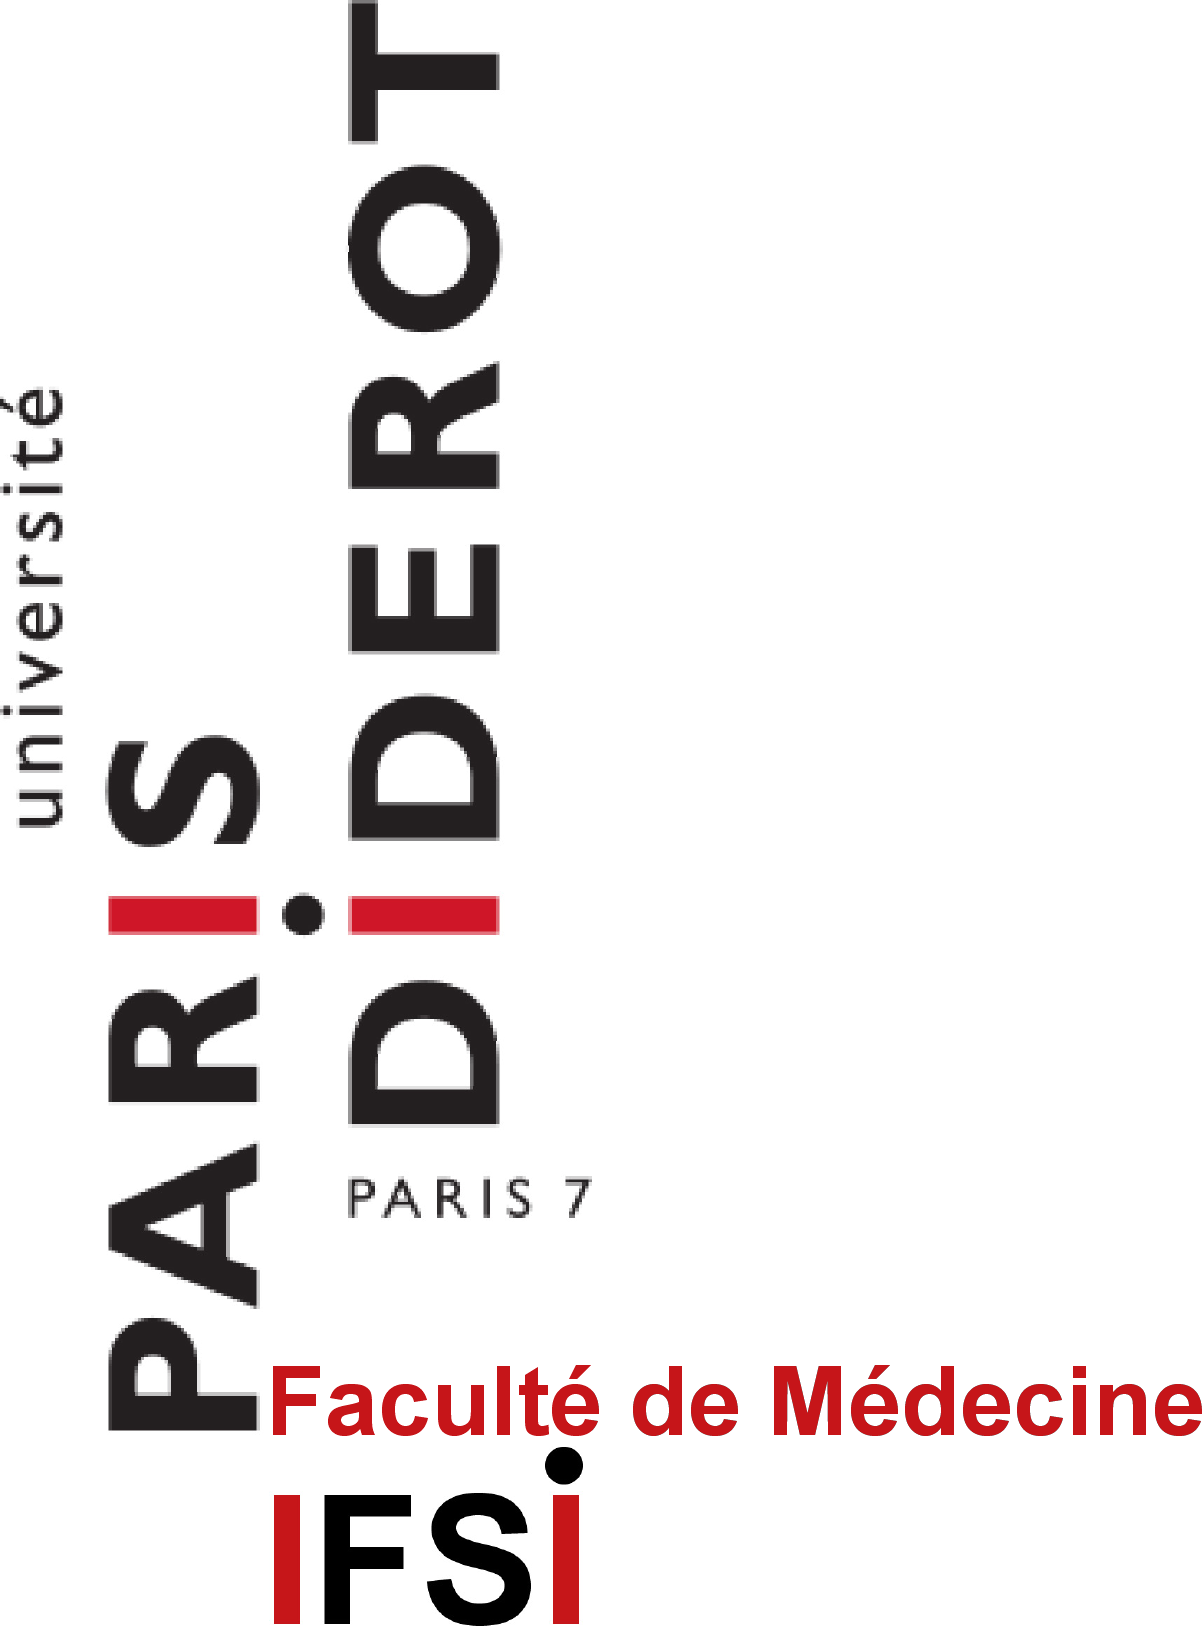 université
PARIS
DIDEROT
PARIS 7
Faculté de Médecine
IFSI